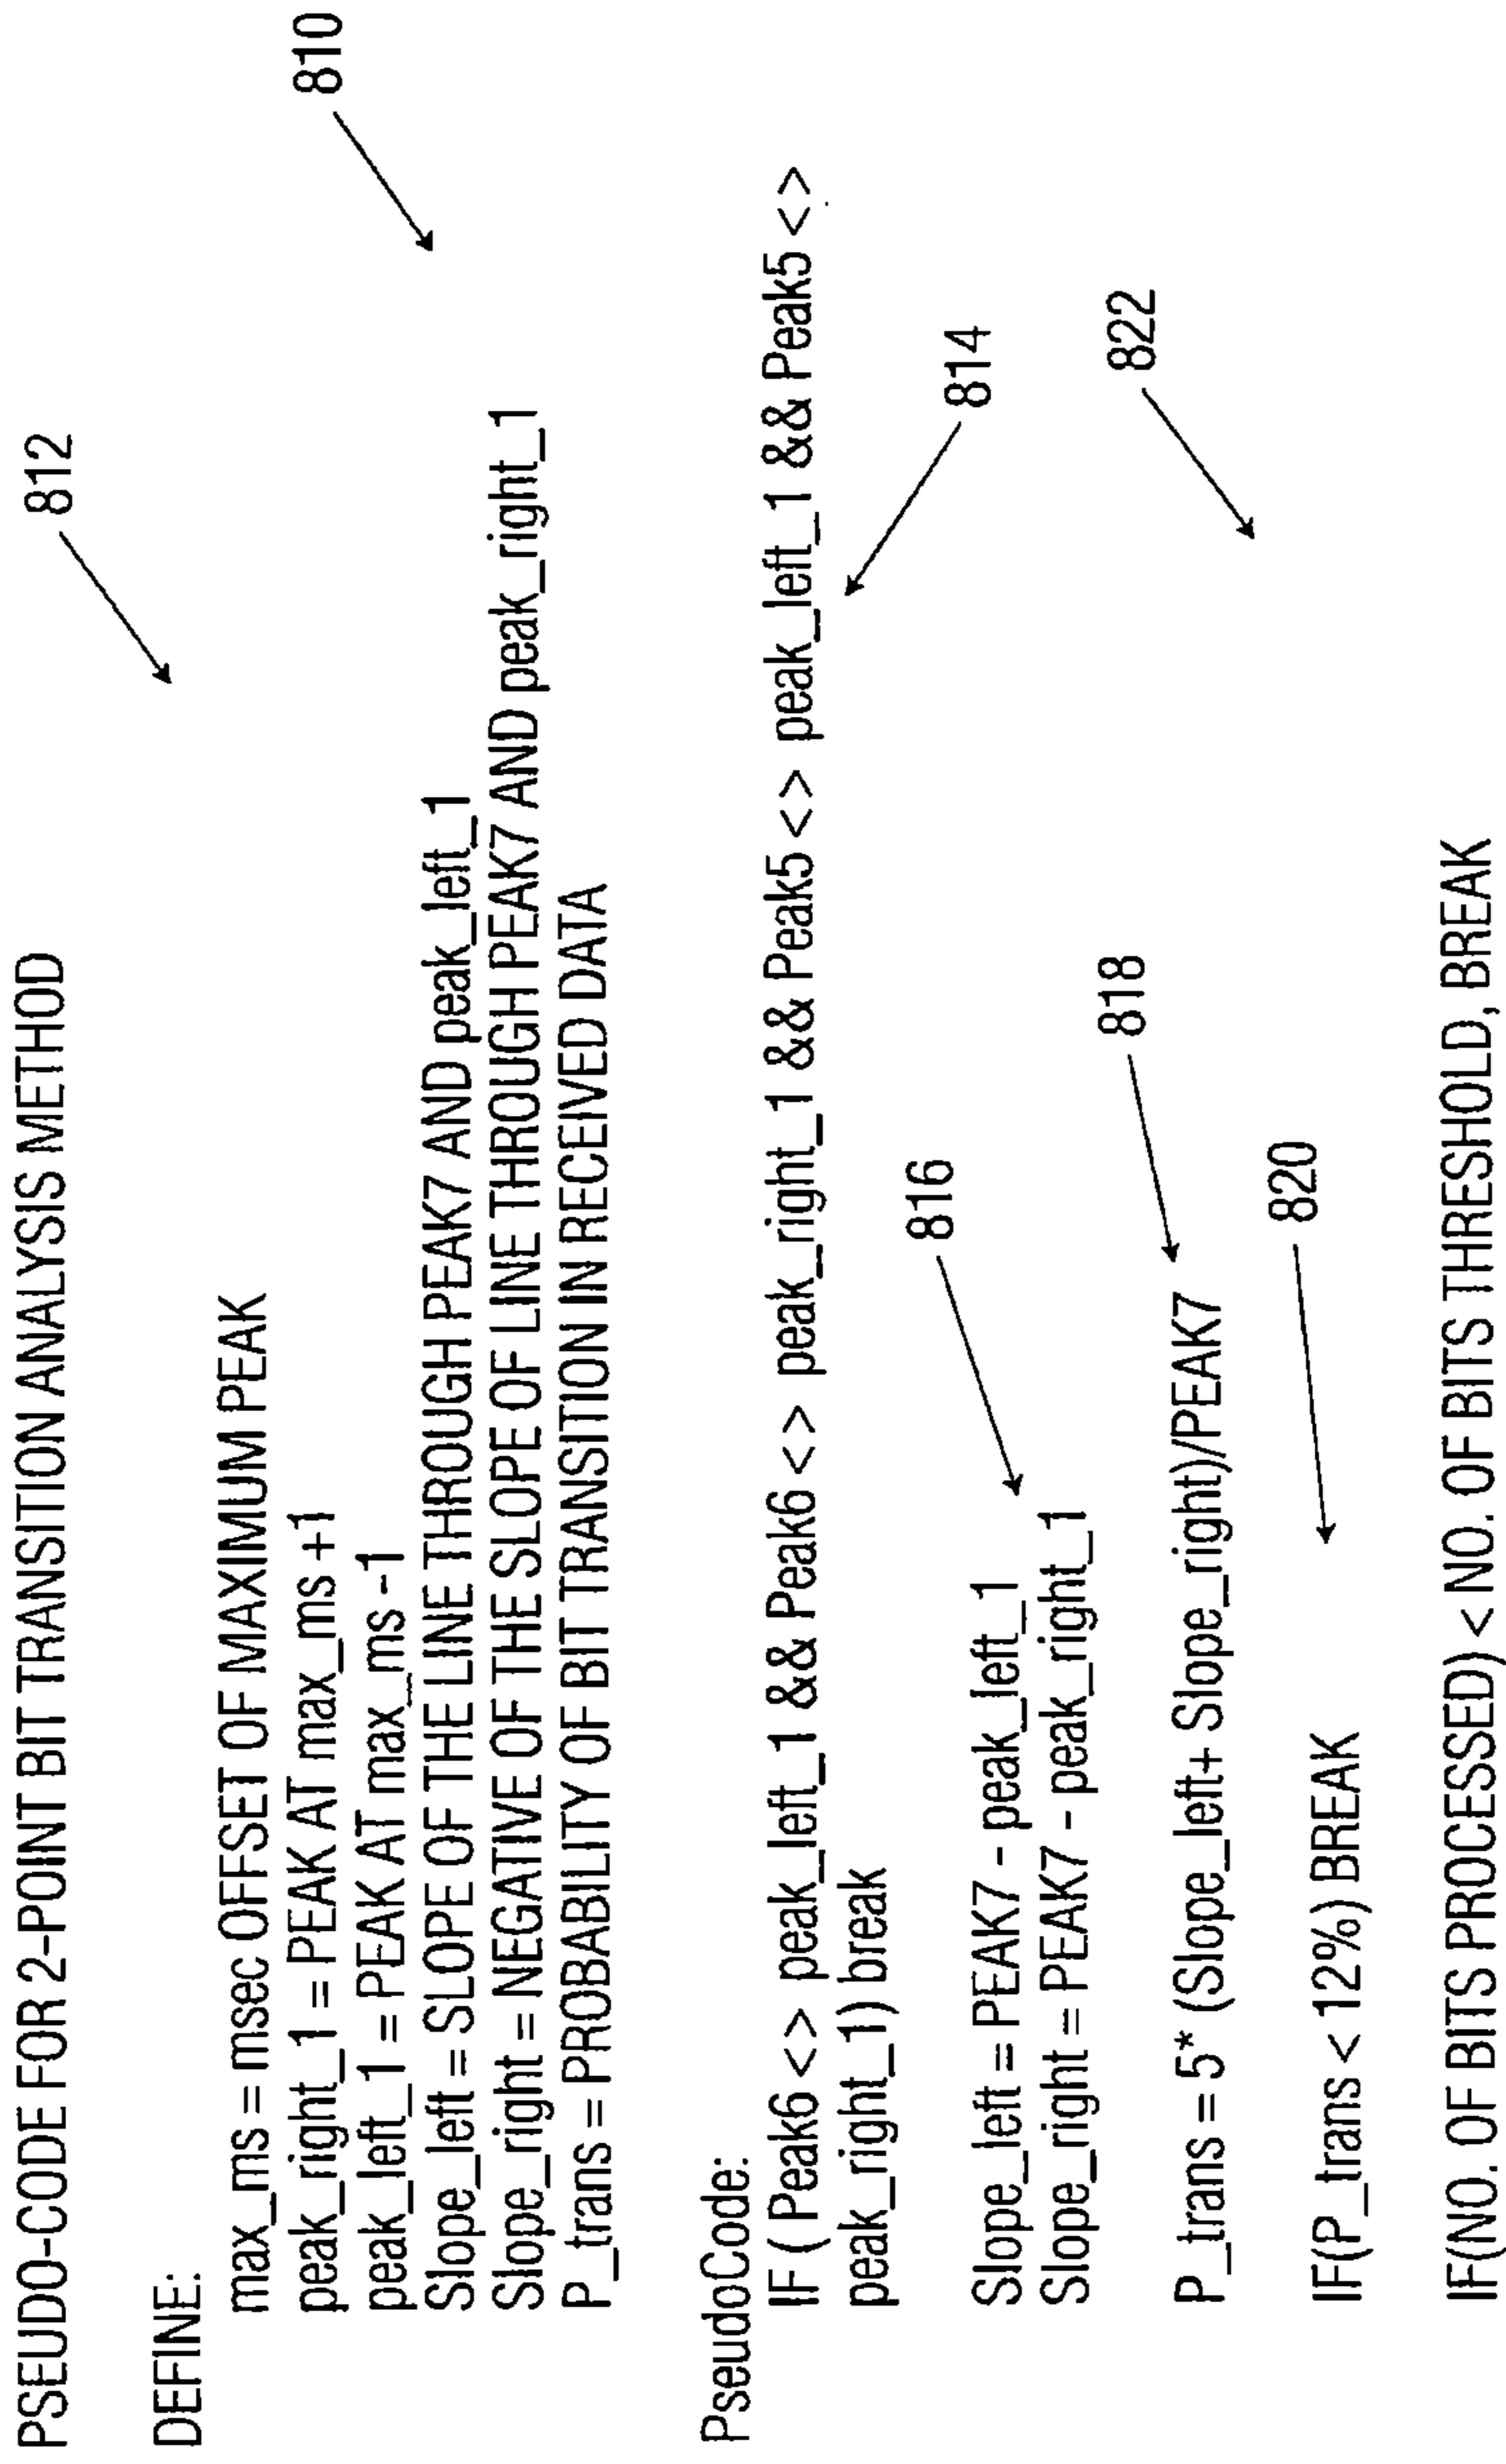 PSEUDO-CODE FOR 2-POINT BIT TRANSITION ANALYSIS METHOD
812
DEFINE:
max_ms = msec OFFSET OF MAXIMUM PEAK
810
peak_right_1 = PEAK AT max_ms +1
peak_left_1 = PEAK AT max_ms -1
Slope_left = SLOPE OF THE LINE THROUGH PEAK7 AND peak_left_1
Slope_right = NEGATIVE OF THE SLOPE OF LINE THROUGH PEAK7 AND peak_right_1
P_trans = PROBABILITY OF BIT TRANSITION IN RECEIVED DATA
PseudoCode:
IF ( Peak6 <> peak_left_1 && Peak6 <> peak_right_1 && Peak5 <> peak_left_1 && Peak5 <>
peak_right_1) break
814
816
Slope_left = PEAK7 - peak_left_1
Slope_right = PEAK7 - peak_right_1
818
822
P_trans = 5* (Slope_left+ Slope_right)/PEAK7
820
IF(P_trans < 12%) BREAK
IF(NO. OF BITS PROCESSED) < NO. OF BITS THRESHOLD, BREAK